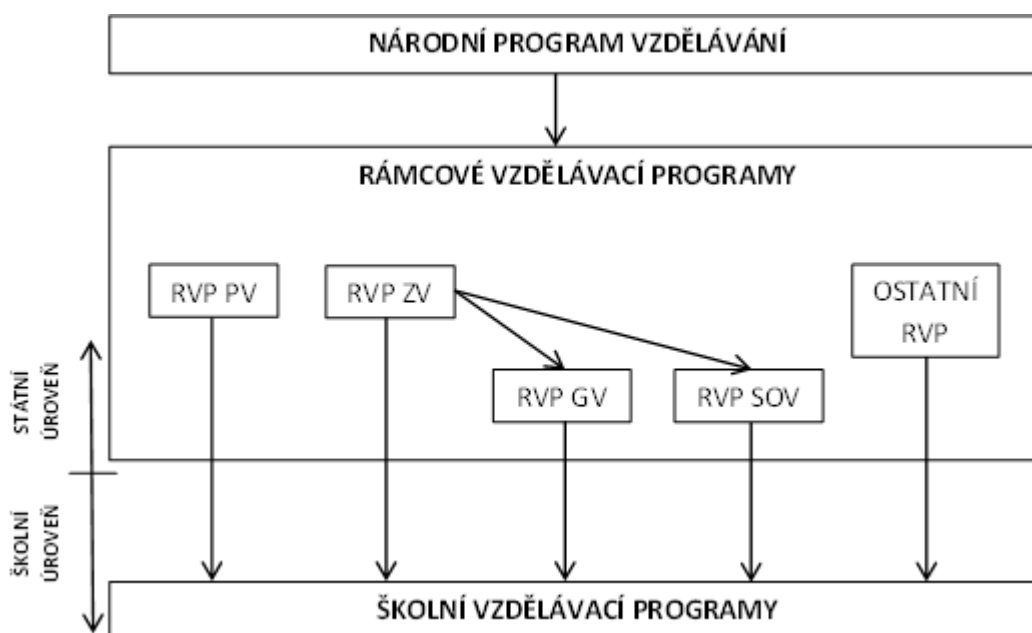 NÁRODNÍ PROGRAM VZDĚLÁVÁNÍ
RÁMCOVÉ VZDĚLÁVACÍ PROGRAMY
RVP PV
RVP ZV
OSTATNÍ
RVP
RVP GV
RVP SOV
STÁTNÍ
ÚROVEŇ
ŠKOLNÍ
ÚROVEŇ
ŠKOLNÍ VZDĚLÁVACÍ PROGRAMY